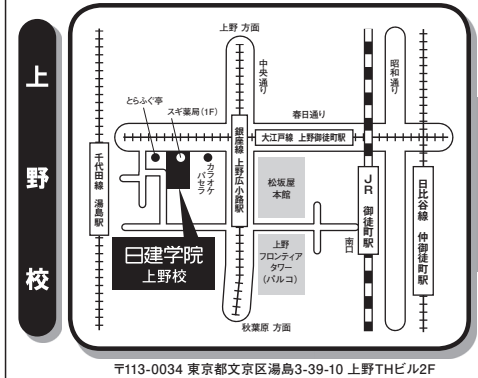 上野校
上野 方面
中央通り
昭和通り
とらふぐ亭
スギ薬局(1F)
春日通り
大江戸線 上野御徒町駅
千代田線 湯島駅
銀座線 上野広小路駅
カラオケ
パセラ
松坂屋
本館
JR 御徒町駅
日比谷線 仲御徒町駅
日建学院
上野校
上野
フロンティア
タワー
(パルコ)
南口
秋葉原 方面
〒113-0034 東京都文京区湯島3-39-10 上野THビル2F